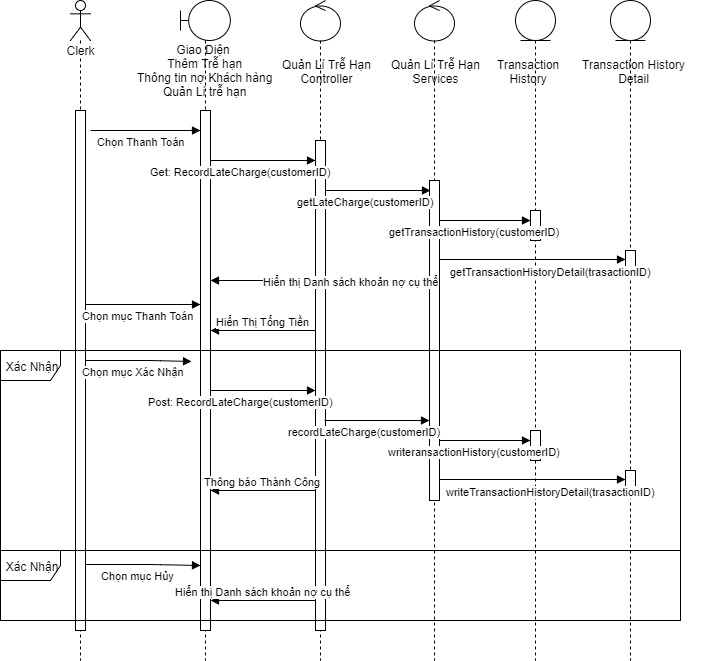 Clerk
Giao Diện
Thêm Trễ hạn
Thông tin nợ Khách hàng
Quản Lí trễ hạn
Quản Lí Trễ Hạn
Controller
Quản Lí Trễ Hạn
Services
Transaction
History
Transaction History
Detail
Chọn Thanh Toán
Get: RecordLateCharge(customerID)
getLateCharge(customerID)
getTransactionHistory(customerID)
getTransactionHistoryDetail(trasactionID)
Hiển thị Danh sách khoản nợ cụ thể
Chọn mục Thanh Toán
Hiển Thị Tổng Tiền
Xác Nhận
Chọn mục Xác Nhận
Post: RecordLateCharge(customerID)
recordLateCharge(customerID)
writeransactionHistory(customerID)
Thông báo Thành Công
writeTransactionHistoryDetail(trasactionID)
Xác Nhận
Chọn mục Hủy
Hiển thị Danh sách khoản nợ cụ thể